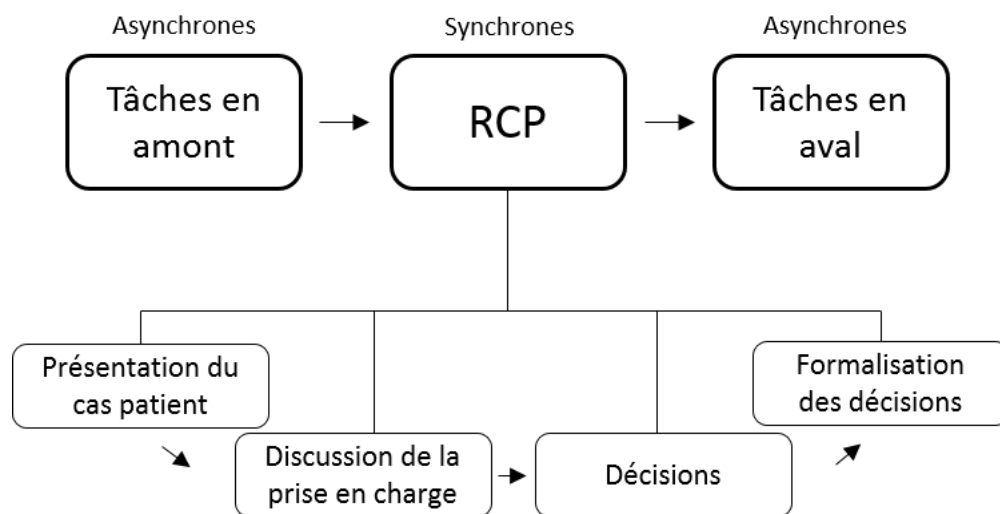 Asynchrones
Synchrones
Asynchrones
Tâches en
amont
RCP
Tâches en
aval
Présentation du
cas patient
Discussion de la
prise en charge
Décisions
Formalisation
des décisions